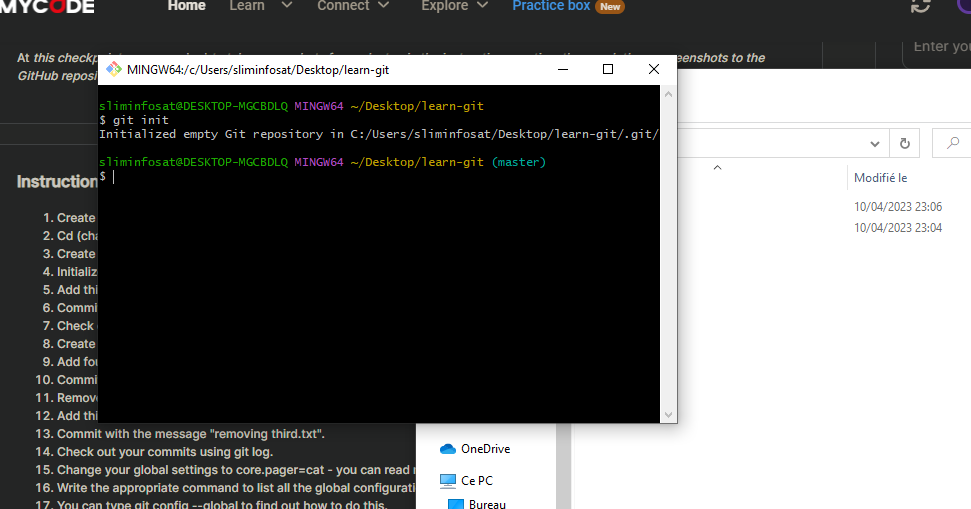 MYCODE
Home Learn Connect Explore Practice box New
Enter you
At this checkp
GitHub reposi
eenshots to the
MINGW64:/c/Users/sliminfosat/Desktop/learn-git
sliminfosat@DESKTOP-MGCBDLQ MINGW64 ~/Desktop/learn-git
$ git init
Initialized empty Git repository in C:/Users/sliminfosat/Desktop/learn-git/.git/
sliminfosat@DESKTOP-MGCBDLQ MINGW64 ~/Desktop/learn-git (master)
$
Modifié le
10/04/2023 23:06
10/04/2023 23:04
Instruction
1. Create
2. Cd (cha
3. Create
4. Initializ
5. Add thi
6. Commi
7. Check
8. Create
9. Add fou
10. Commi
11. Remov
12. Add thi
13. Commit with the message "removing third.txt".
14. Check out your commits using git log.
15. Change your global settings to core.pager=cat - you can read
16. Write the appropriate command to list all the global configurati
17. You can type git config --global to find out how to do this.
OneDrive
Ce PC
Bureau